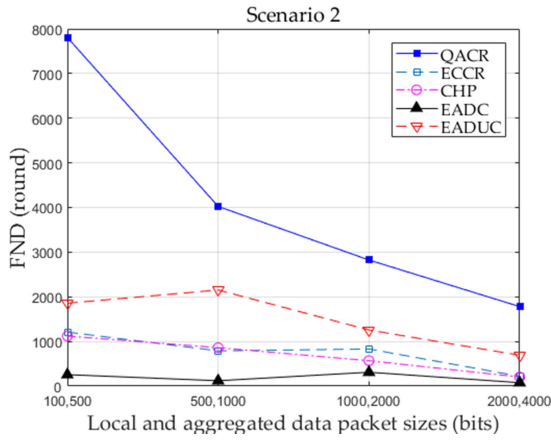 Scenario 2
8000
7000
6000
5000
4000
3000
2000
1000
0
FND (round)
QACR
ECCR
CHP
EADC
EADUC
100,500
500,1000
1000,2000
2000,4000
Local and aggregated data packet sizes (bits)